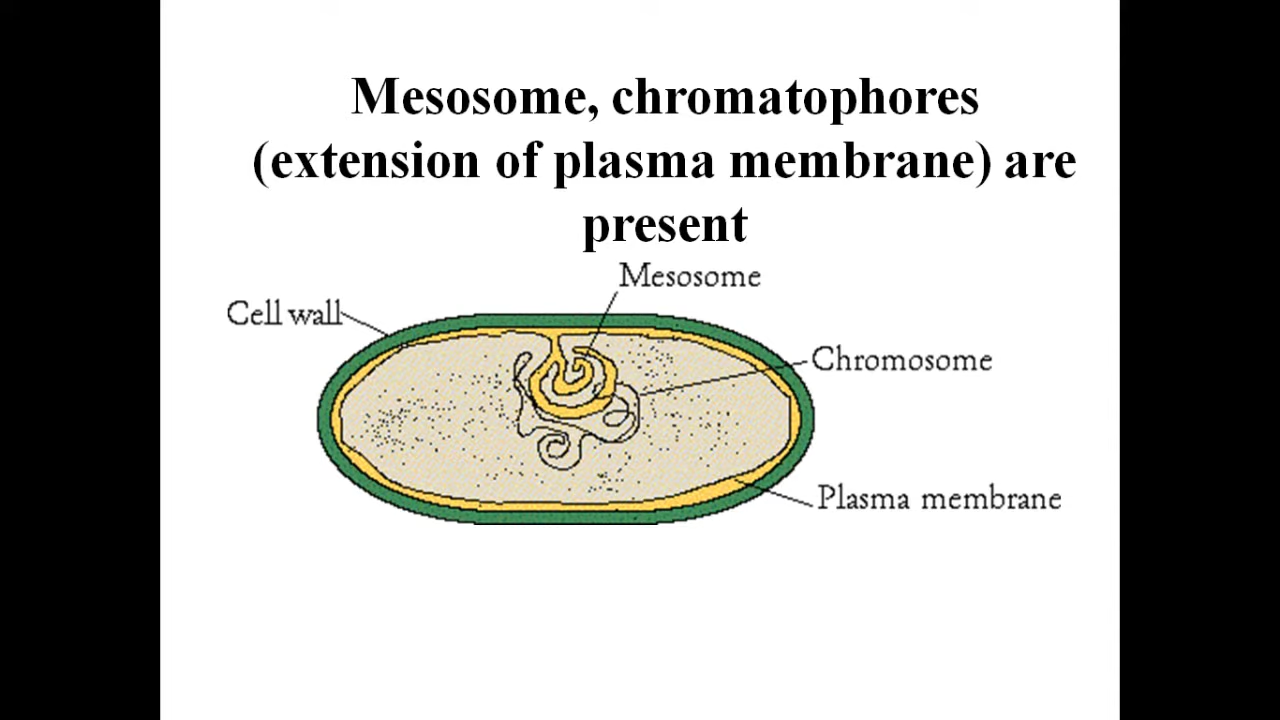 Mesosome, chromatophores
(extension of plasma membrane) are
present
Mesosome
Cell wall
Chromosome
Plasma membrane